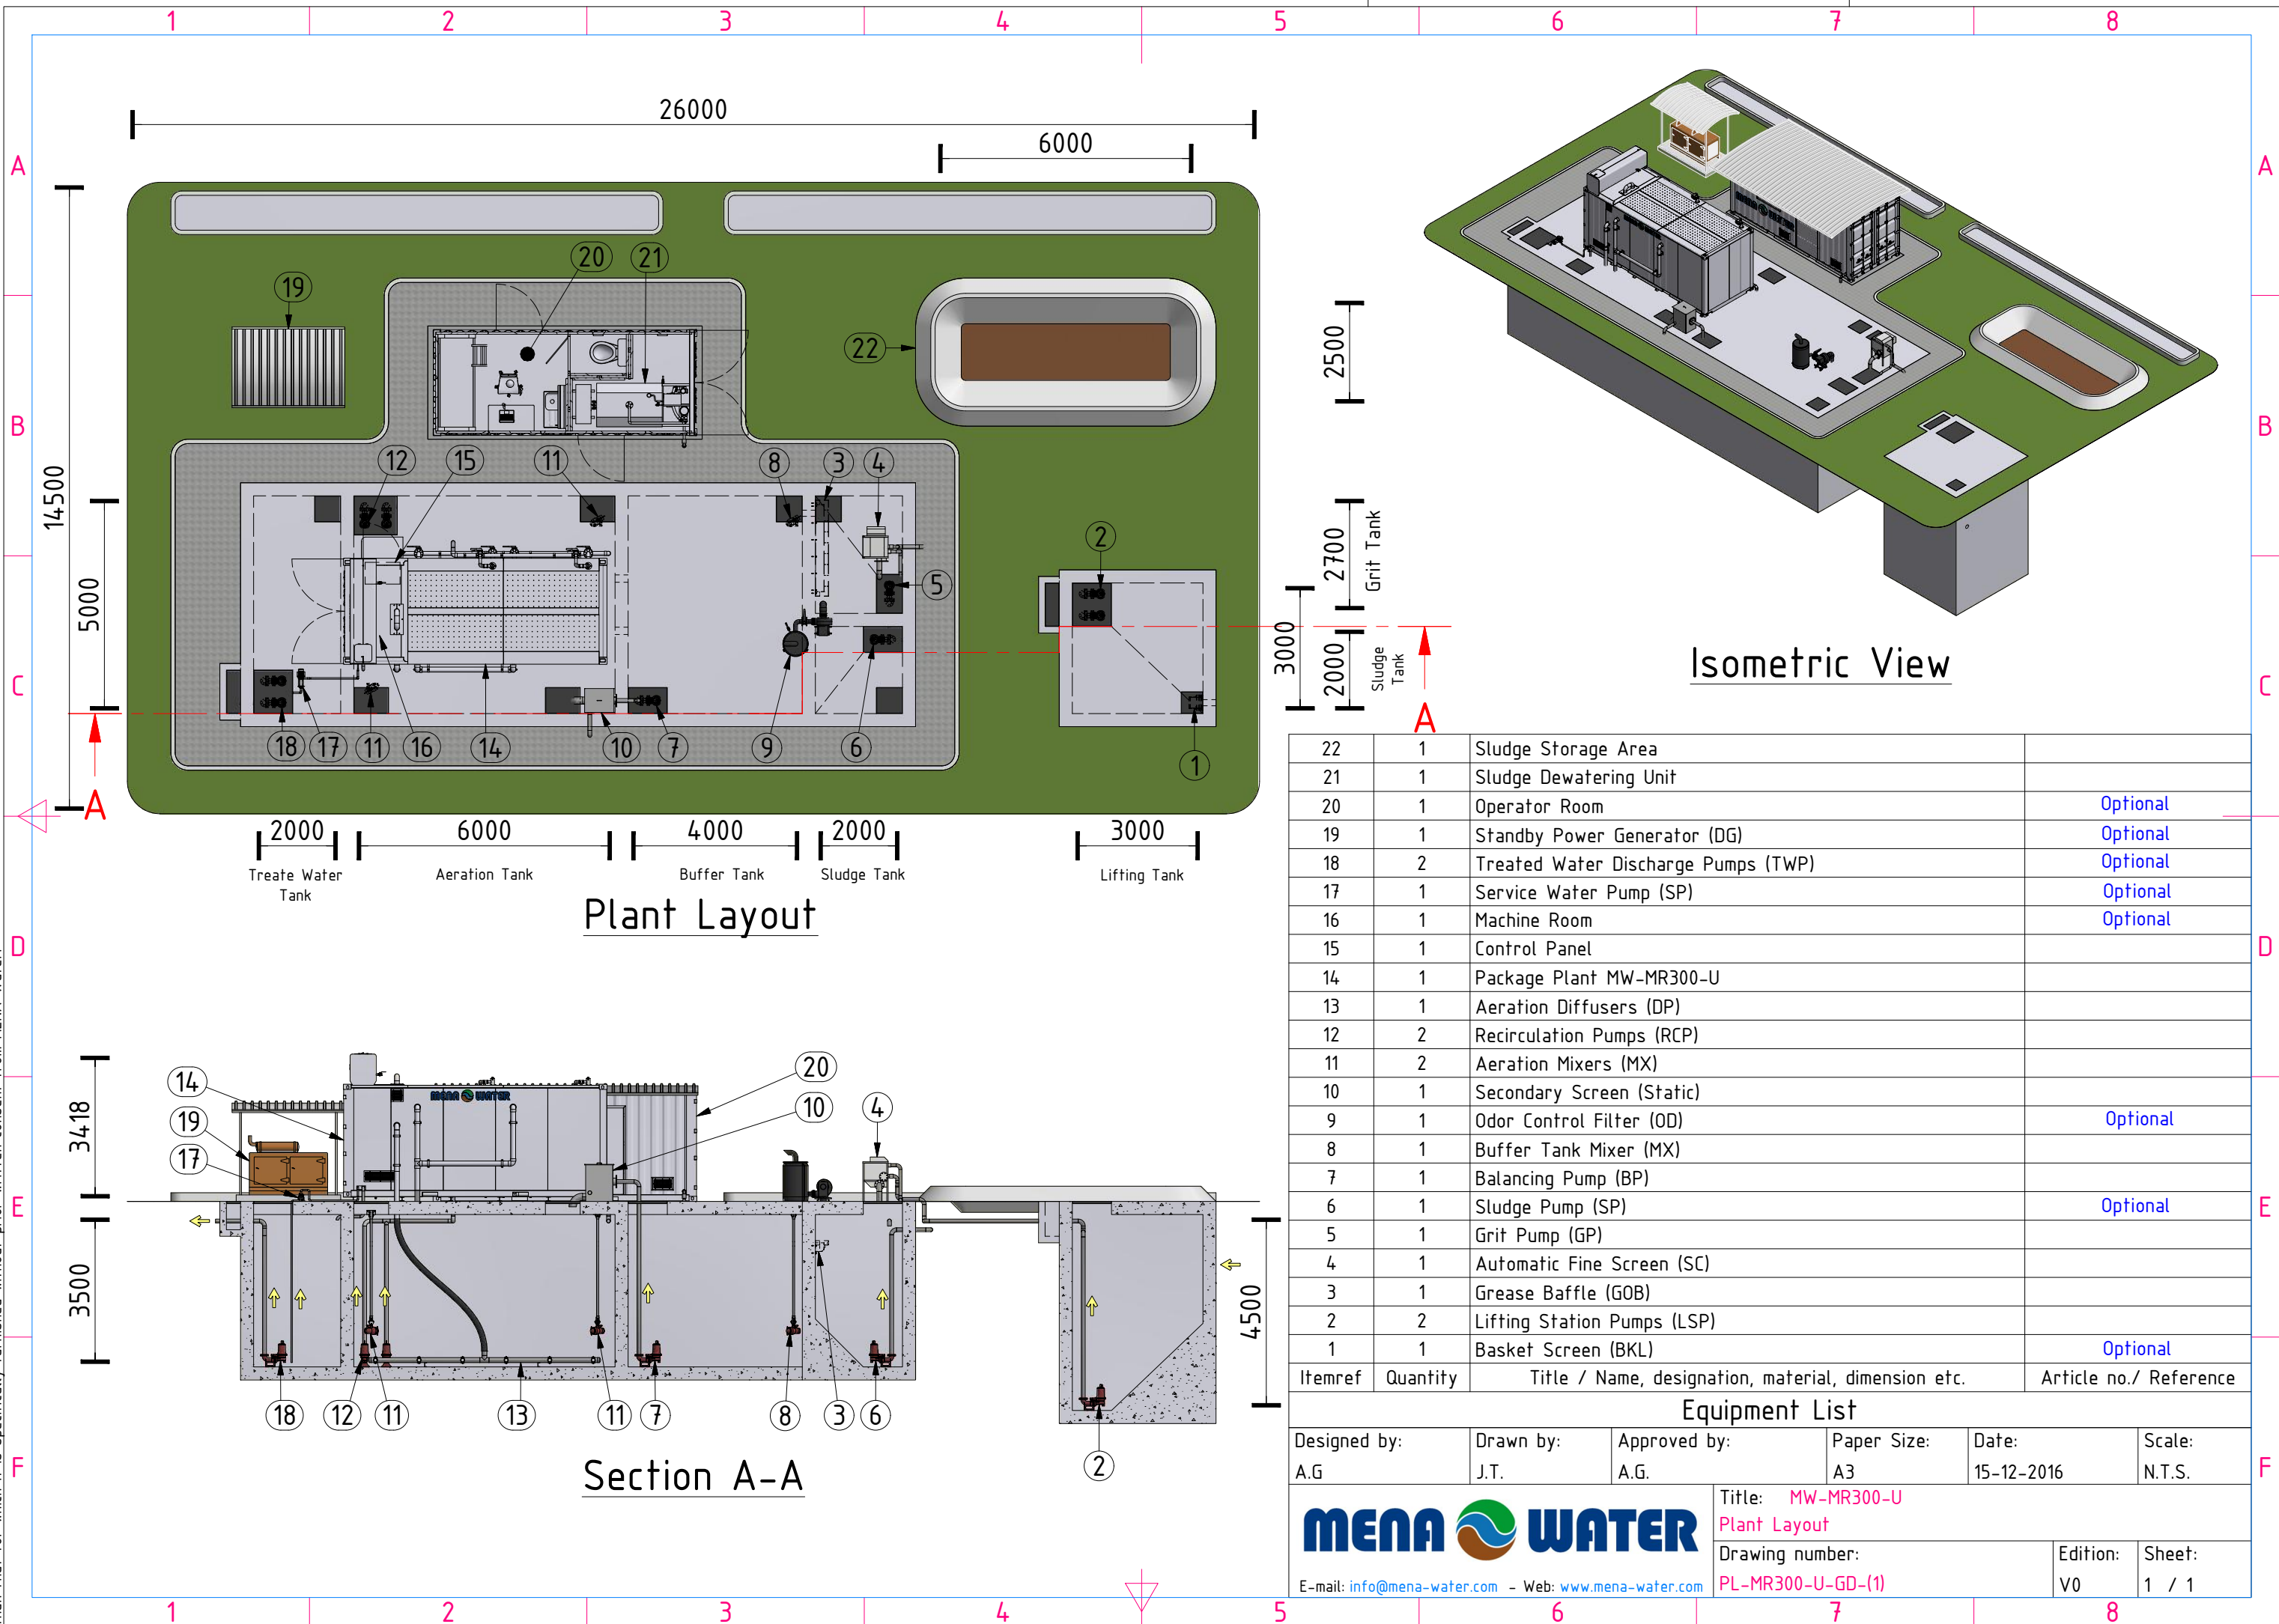 1 2 3 4 5 6 7 8
A
B
C
D
E
F
A
B
C
D
E
F
26000
6000
14500
5000
20
21
19
22
12
15
11
8
3
4
2
5
18
17
11
16
14
10
7
9
6
1
A
A
2500
2700
Grit Tank
3000
2000
Sludge
Tank
2000
6000
4000
2000
3000
Treate Water
Tank
Aeration Tank
Buffer Tank
Sludge Tank
Lifting Tank
Plant Layout
Isometric View
3418
3500
4500
14
19
17
20
10
4
MENA WATER
18
12
11
13
11
7
8
3
6
2
Section A-A
22 1 Sludge Storage Area
21 1 Sludge Dewatering Unit
20 1 Operator Room Optional
19 1 Standby Power Generator (DG) Optional
18 2 Treated Water Discharge Pumps (TWP) Optional
17 1 Service Water Pump (SP) Optional
16 1 Machine Room Optional
15 1 Control Panel
14 1 Package Plant MW-MR300-U
13 1 Aeration Diffusers (DP)
12 2 Recirculation Pumps (RCP)
11 2 Aeration Mixers (MX)
10 1 Secondary Screen (Static)
9 1 Odor Control Filter (OD) Optional
8 1 Buffer Tank Mixer (MX)
7 1 Balancing Pump (BP)
6 1 Sludge Pump (SP) Optional
5 1 Grit Pump (GP)
4 1 Automatic Fine Screen (SC)
3 1 Grease Baffle (GOB)
2 2 Lifting Station Pumps (LSP)
1 1 Basket Screen (BKL) Optional
Itemref Quantity Title / Name, designation, material, dimension etc. Article no./ Reference
Equipment List
Designed by: Drawn by: Approved by: Paper Size: Date: Scale:
A.G J.T. A.G. A3 15-12-2016 N.T.S.
MENA WATER
E-mail: info@mena-water.com - Web: www.mena-water.com
Title: MW-MR300-U
Plant Layout
Drawing number:
PL-MR300-U-GD-(1)
Edition:
V0
Sheet:
1 / 1
1 2 3 4 5 6 7 8